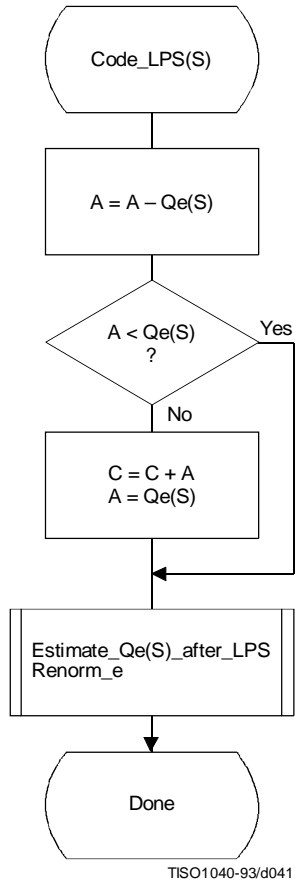 Code_LPS(S)
A = A – Qe(S)
A < Qe(S)
?
Yes
No
C = C + A
A = Qe(S)
Estimate_Qe(S)_after_LPS
Renorm_e
Done
TISO1040-93/d041